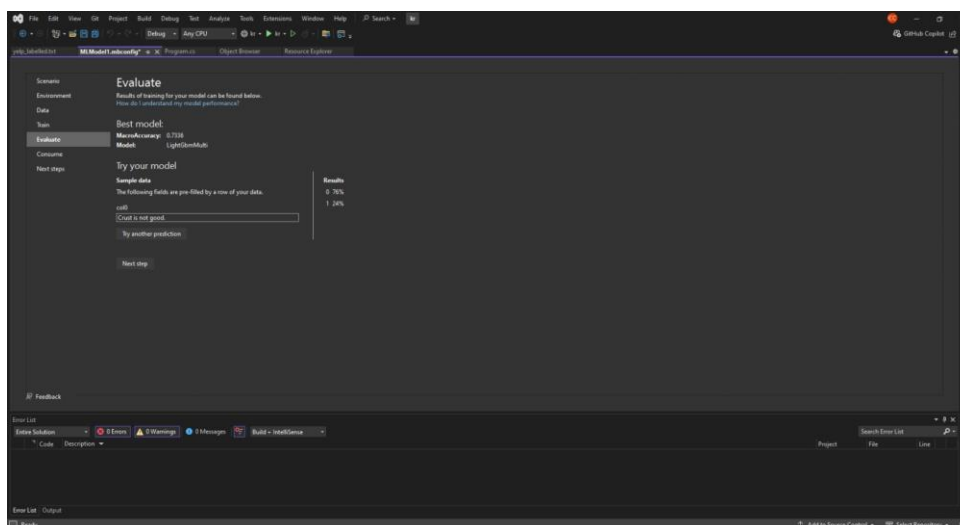 File Edit View Git Project Build Debug Test Analyze Tools Extensions Window Help Search kr
Debug Any CPU kr kr GitHub Copilot
yelp_labelled.txt MLModel1.mbconfig* Program.cs Object Browser Resource Explorer
Scenario
Environment
Data
Train
Evaluate
Consume
Next steps
Evaluate
Results of training for your model can be found below.
How do I understand my model performance?
Best model:
MacroAccuracy: 0.7338
Model: LightGbmMulti
Try your model
Sample data
The following fields are pre-filled by a row of your data.
col0
Crust is not good.
Try another prediction
Results
0 76%
1 24%
Next step
Feedback
Error List
Entire Solution 0 Errors 0 Warnings 0 Messages Build + IntelliSense Search Error List
Code Description Project File Line
Error List Output
Ready Add to Source Control Select Repository